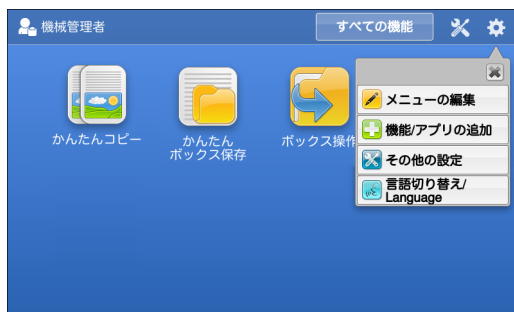 機械管理者
すべての機能
かんたんコピー
かんたん
ボックス保存
ボックス操作
メニューの編集
機能/アプリの追加
その他の設定
言語切り替え/
Language